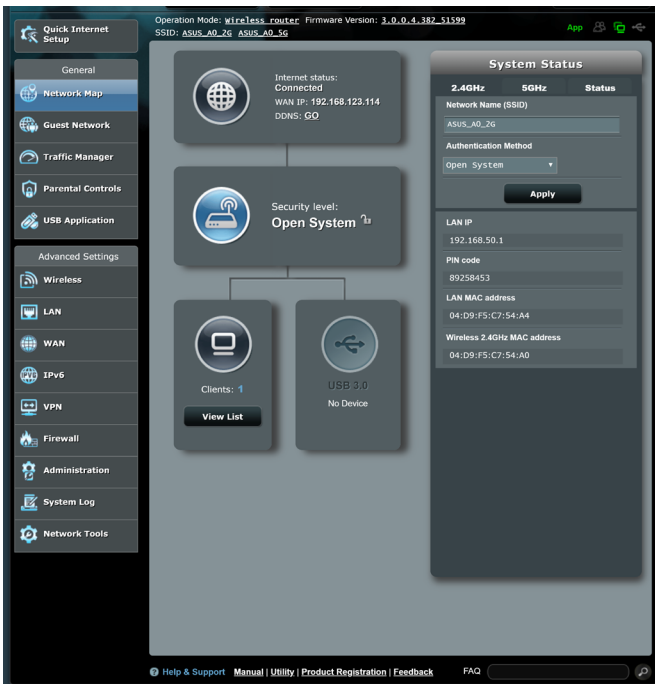 Quick Internet
Setup
Operation Mode: Wireless router Firmware Version: 3.0.0.4.382_51599
SSID: ASUS_A0_2G ASUS_A0_5G
App
General
Network Map
Guest Network
Traffic Manager
Parental Controls
USB Application
Advanced Settings
Wireless
LAN
WAN
IPv6
VPN
Firewall
Administration
System Log
Network Tools
Internet status:
Connected
WAN IP: 192.168.123.114
DDNS: GO
Security level:
Open System
Clients: 1
View List
USB 3.0
No Device
System Status
2.4GHz 5GHz Status
Network Name (SSID)
ASUS_A0_2G
Authentication Method
Open System
Apply
LAN IP
192.168.50.1
PIN code
89258453
LAN MAC address
04:D9:F5:C7:54:A4
Wireless 2.4GHz MAC address
04:D9:F5:C7:54:A0
Help & Support Manual | Utility | Product Registration | Feedback FAQ